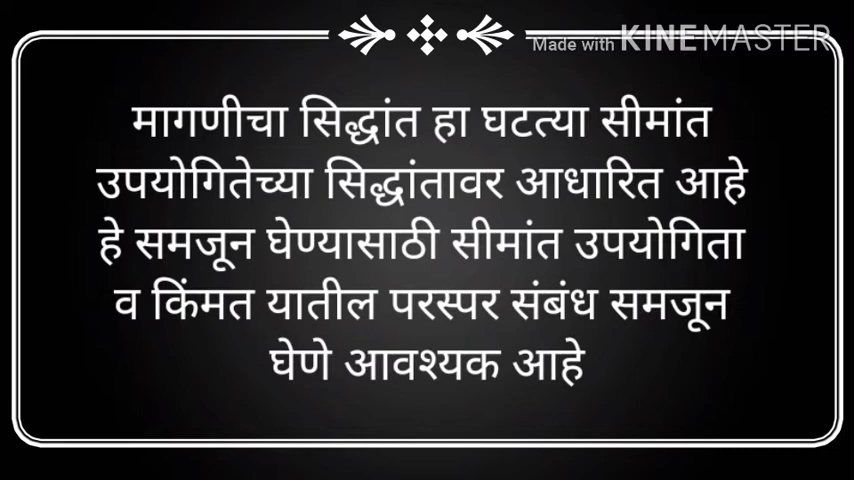 Made with KINEMASTER
मागणीचा सिद्धांत हा घटत्या सीमांत
उपयोगितेच्या सिद्धांतावर आधारित आहे
हे समजून घेण्यासाठी सीमांत उपयोगिता
व किंमत यातील परस्पर संबंध समजून
घेणे आवश्यक आहे